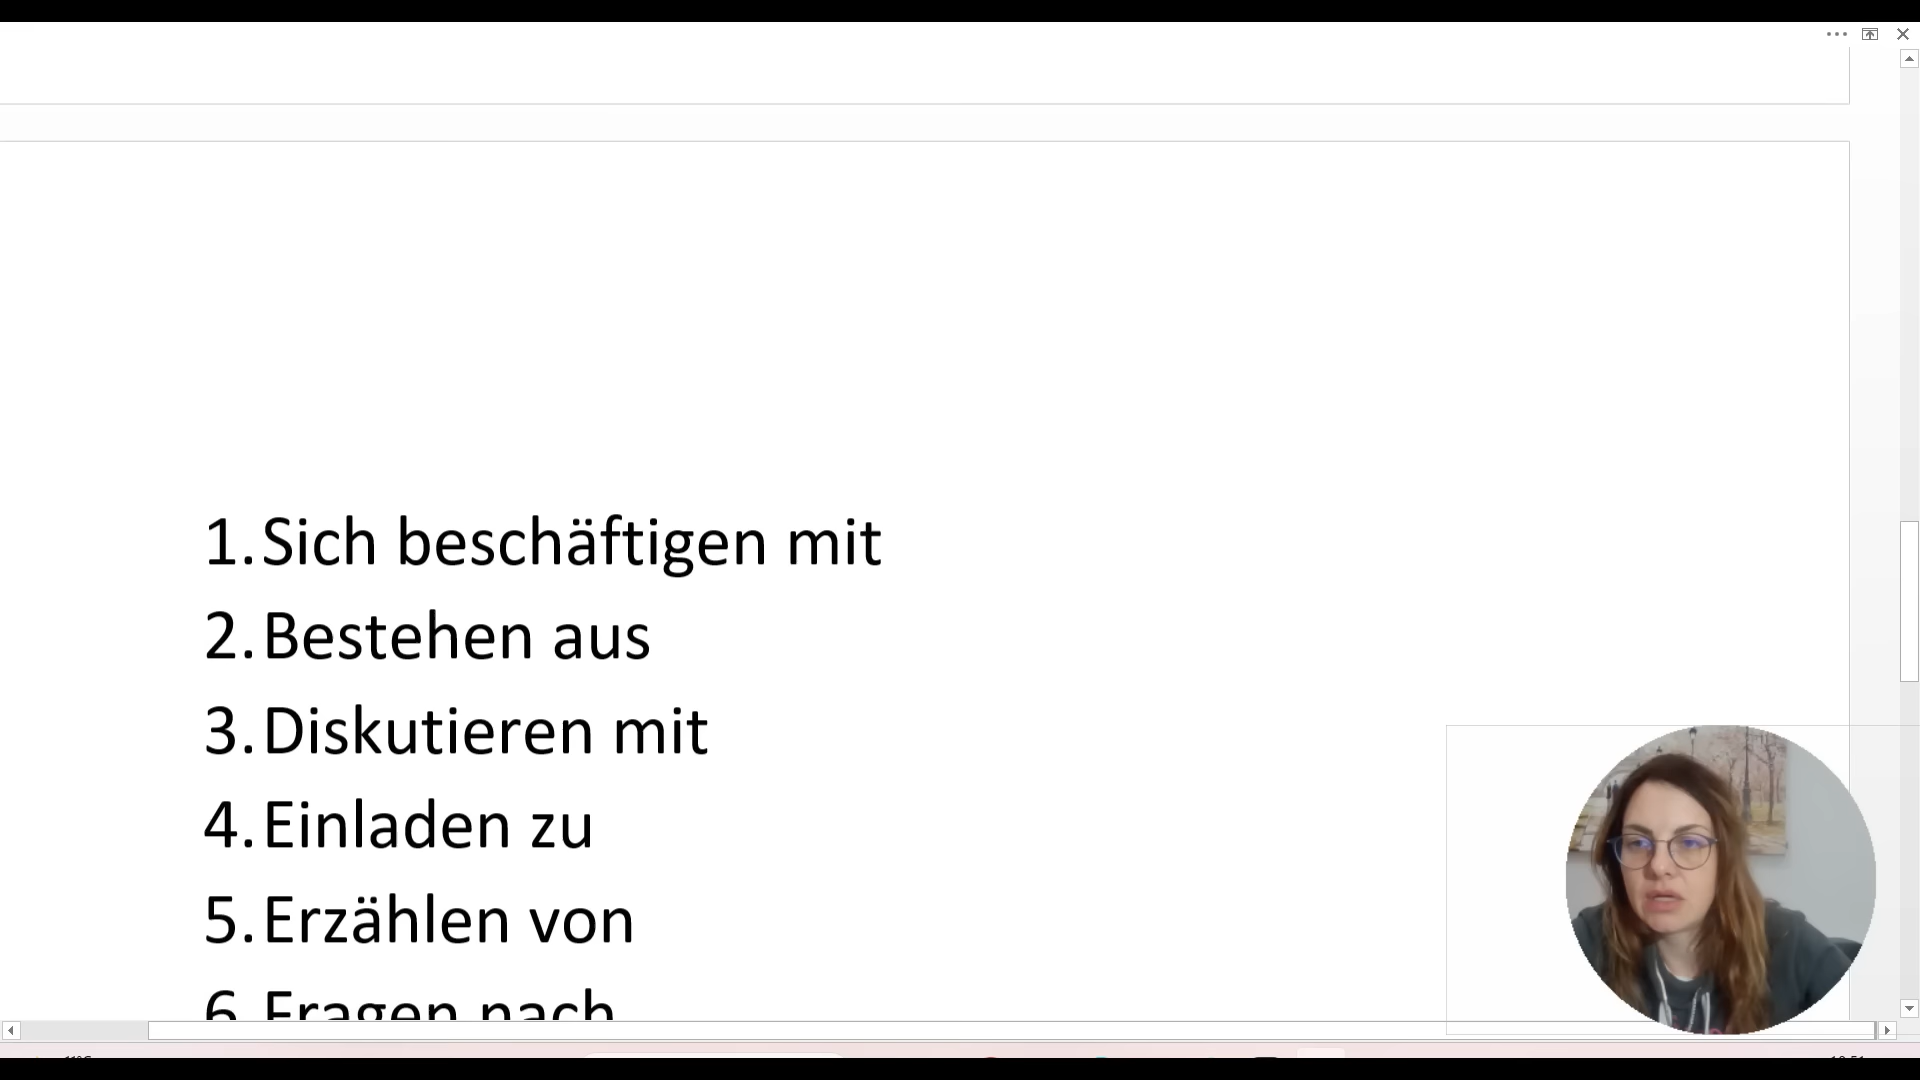 1. Sich beschäftigen mit
2. Bestehen aus
3. Diskutieren mit
4. Einladen zu
5. Erzählen von
6. Fragen nach